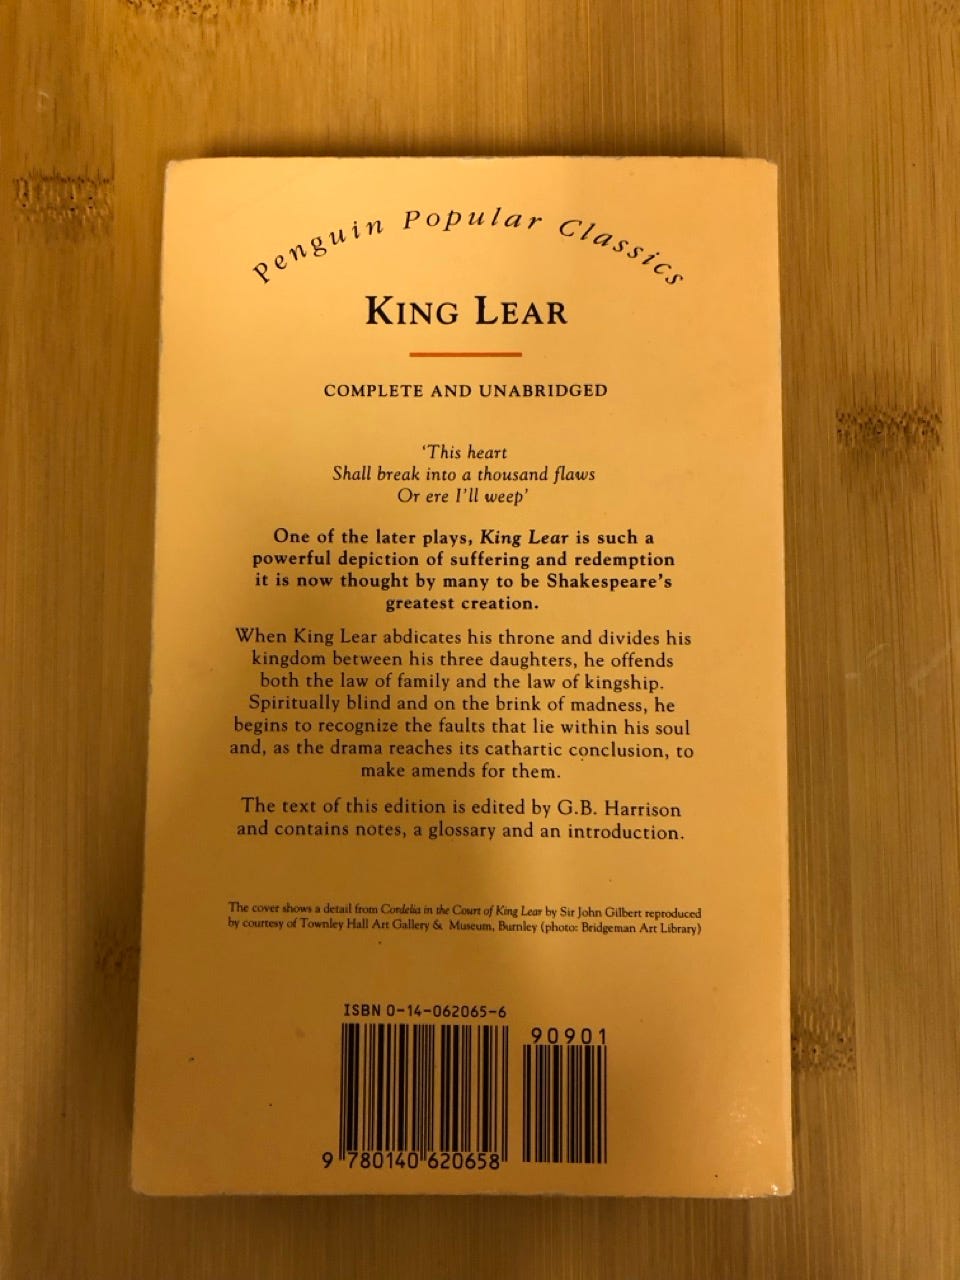 Penguin Popular Classics
KING LEAR
COMPLETE AND UNABRIDGED
‘This heart
Shall break into a thousand flaws
Or ere I’ll weep’
One of the later plays, King Lear is such a
powerful depiction of suffering and redemption
it is now thought by many to be Shakespeare’s
greatest creation.
When King Lear abdicates his throne and divides his
kingdom between his three daughters, he offends
both the law of family and the law of kingship.
Spiritually blind and on the brink of madness, he
begins to recognize the faults that lie within his soul
and, as the drama reaches its cathartic conclusion, to
make amends for them.
The text of this edition is edited by G.B. Harrison
and contains notes, a glossary and an introduction.
The cover shows a detail from Cordelia in the Court of King Lear by Sir John Gilbert reproduced
by courtesy of Townley Hall Art Gallery & Museum, Burnley (photo: Bridgeman Art Library)
ISBN 0-14-062065-6
90901
9 780140 620658